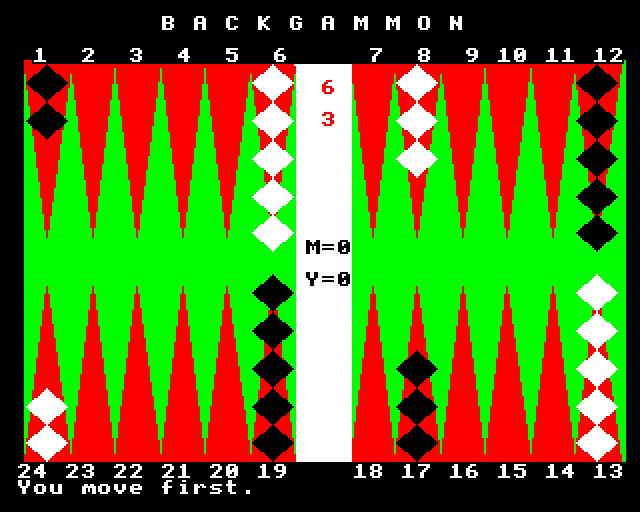 B A C K G A M M O N
1 2 3 4 5 6 7 8 9 10 11 12
6
3
M=0
Y=0
24 23 22 21 20 19 18 17 16 15 14 13
You move first.